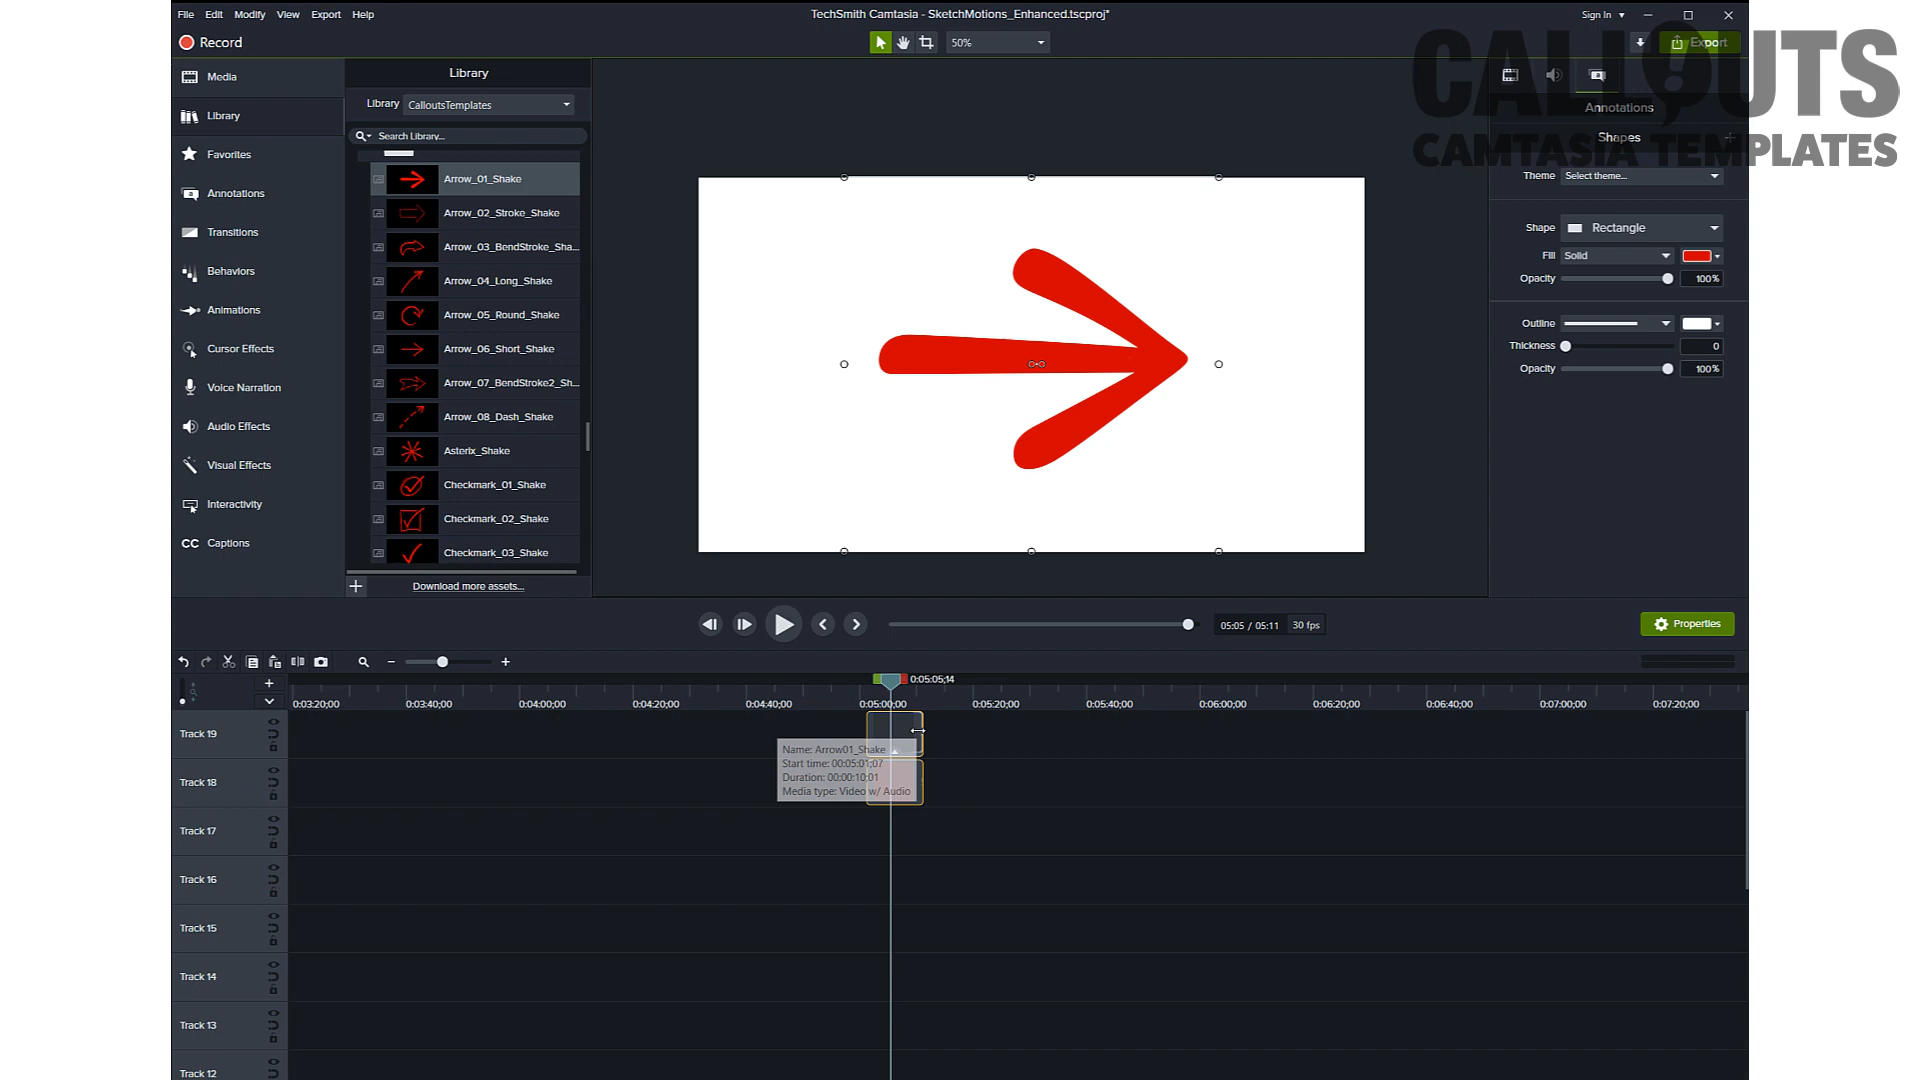 File Edit Modify View Export Help
TechSmith Camtasia - SketchMotions_Enhanced.tscproj*
Sign In
Record
50%
Export
CALLOUTS
CAMTASIA TEMPLATES
Media
Library
Favorites
Annotations
Transitions
Behaviors
Animations
Cursor Effects
Voice Narration
Audio Effects
Visual Effects
Interactivity
CC Captions
Library
Library CalloutsTemplates
Search Library...
Arrow_01_Shake
Arrow_02_Stroke_Shake
Arrow_03_BendStroke_Sha...
Arrow_04_Long_Shake
Arrow_05_Round_Shake
Arrow_06_Short_Shake
Arrow_07_BendStroke2_Sh...
Arrow_08_Dash_Shake
Asterix_Shake
Checkmark_01_Shake
Checkmark_02_Shake
Checkmark_03_Shake
Download more assets...
Annotations
Shapes
Theme Select theme...
Shape Rectangle
Fill Solid
Opacity 100%
Outline
Thickness 0
Opacity 100%
05:05 / 05:11 30 fps
Properties
0:05:05;14
0:03:20;00 0:03:40;00 0:04:00;00 0:04:20;00 0:04:40;00 0:05:00;00 0:05:20;00 0:05:40;00 0:06:00;00 0:06:20;00 0:06:40;00 0:07:00;00 0:07:20;00
Track 19
Name: Arrow01_Shake
Start time: 00:05:01;07
Duration: 00:00:10;01
Media type: Video w/ Audio
Track 18
Track 17
Track 16
Track 15
Track 14
Track 13
Track 12